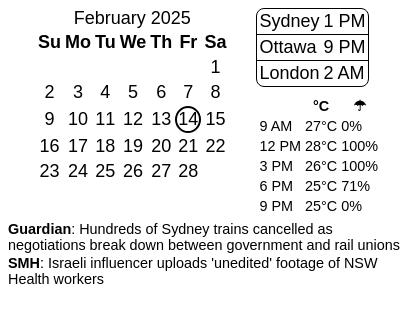 February 2025
Su Mo Tu We Th Fr Sa
1
2 3 4 5 6 7 8
9 10 11 12 13 14 15
16 17 18 19 20 21 22
23 24 25 26 27 28
Sydney 1 PM
Ottawa 9 PM
London 2 AM
°C ☂
9 AM 27°C 0%
12 PM 28°C 100%
3 PM 26°C 100%
6 PM 25°C 71%
9 PM 25°C 0%
Guardian: Hundreds of Sydney trains cancelled as
negotiations break down between government and rail unions
SMH: Israeli influencer uploads 'unedited' footage of NSW
Health workers